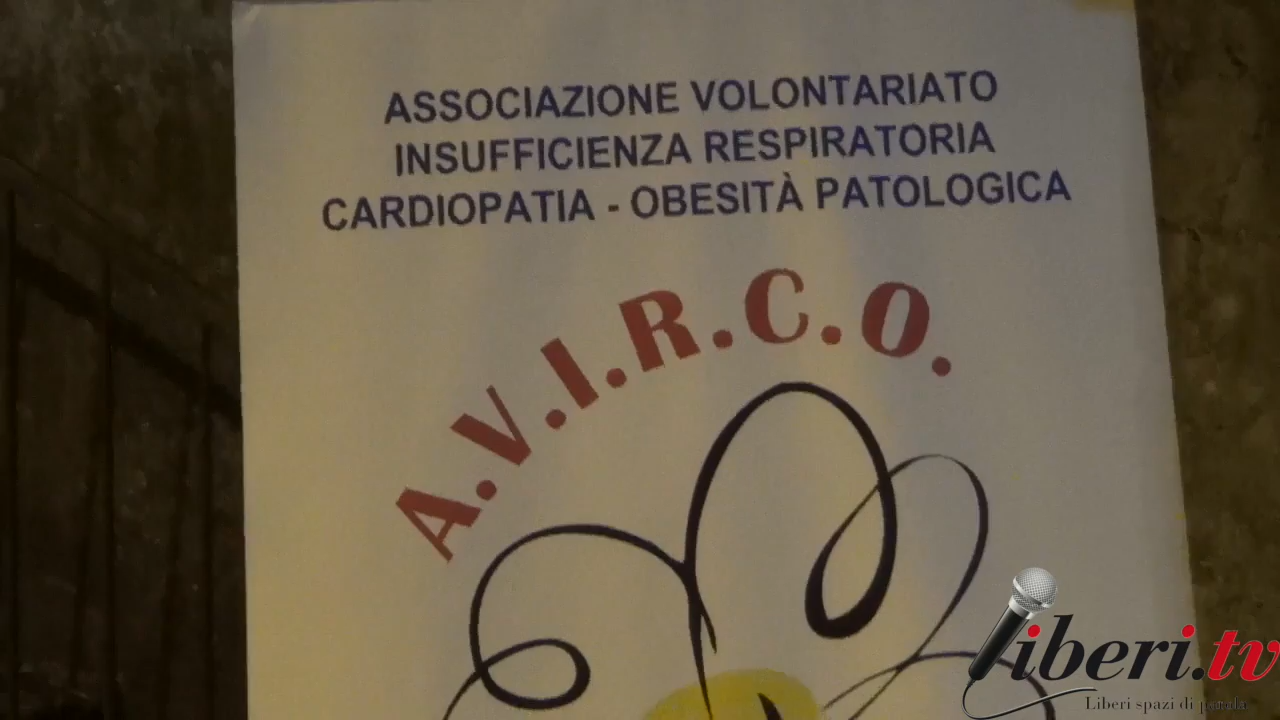 ASSOCIAZIONE VOLONTARIATO
INSUFFICIENZA RESPIRATORIA
CARDIOPATIA - OBESITÀ PATOLOGICA
A.V.I.R.C.O.
liberi.tv
Liberi spazi di parola